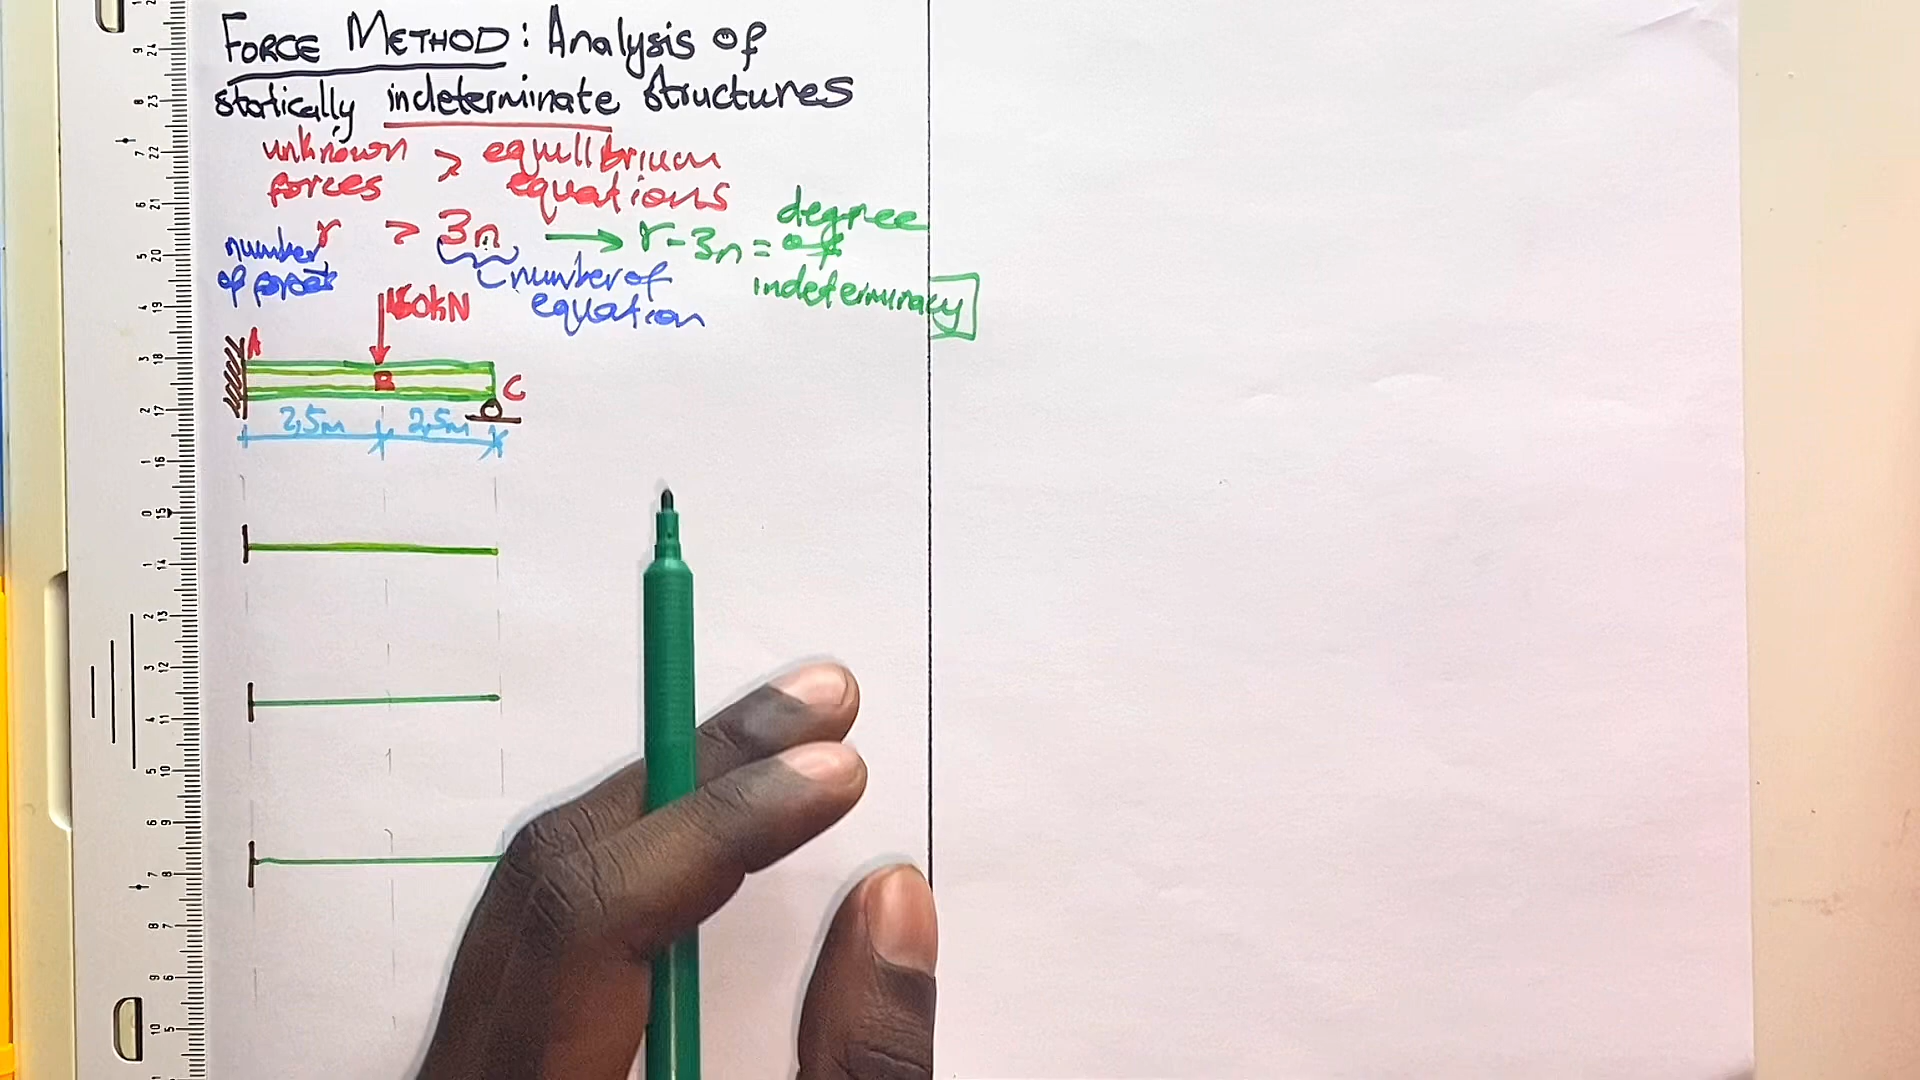 FORCE METHOD: Analysis of
statically indeterminate structures
unknown forces > equilibrium equations
r > 3n → r - 3n = degree of indeterminacy
number of forces
number of equation
50kN
A
B
C
2,5m 2,5m